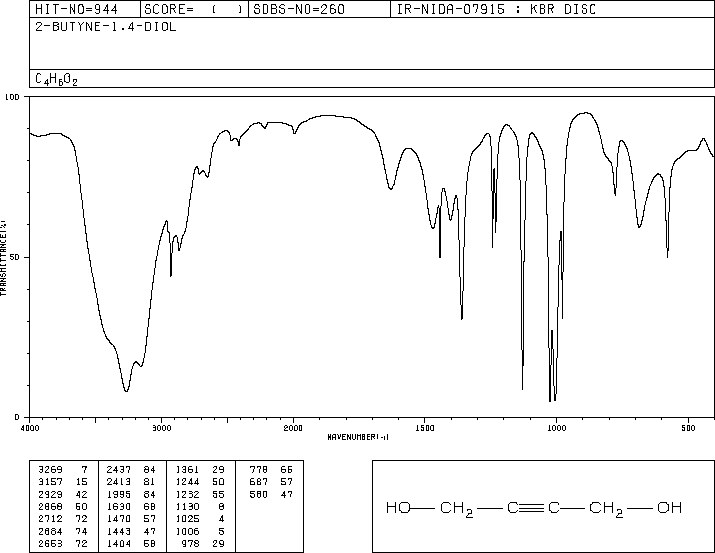 HIT-NO=944 SCORE= ( ) SDBS-NO=260 IR-NIDA-07915 : KBR DISC
2-BUTYNE-1.4-DIOL
C4H6O2
100
TRANSMITTANCE(%)
50
0
4000 3000 2000 1500 1000 500
WAVENUMBER(-1)
3269 7 2437 84 1361 29 778 66
3157 15 2413 81 1244 50 687 57
2929 42 1995 84 1232 55 580 47
2868 50 1630 68 1130 8
2712 72 1470 57 1025 4
2684 74 1443 47 1006 5
2653 72 1404 58 978 29
HO CH2 C C CH2 OH